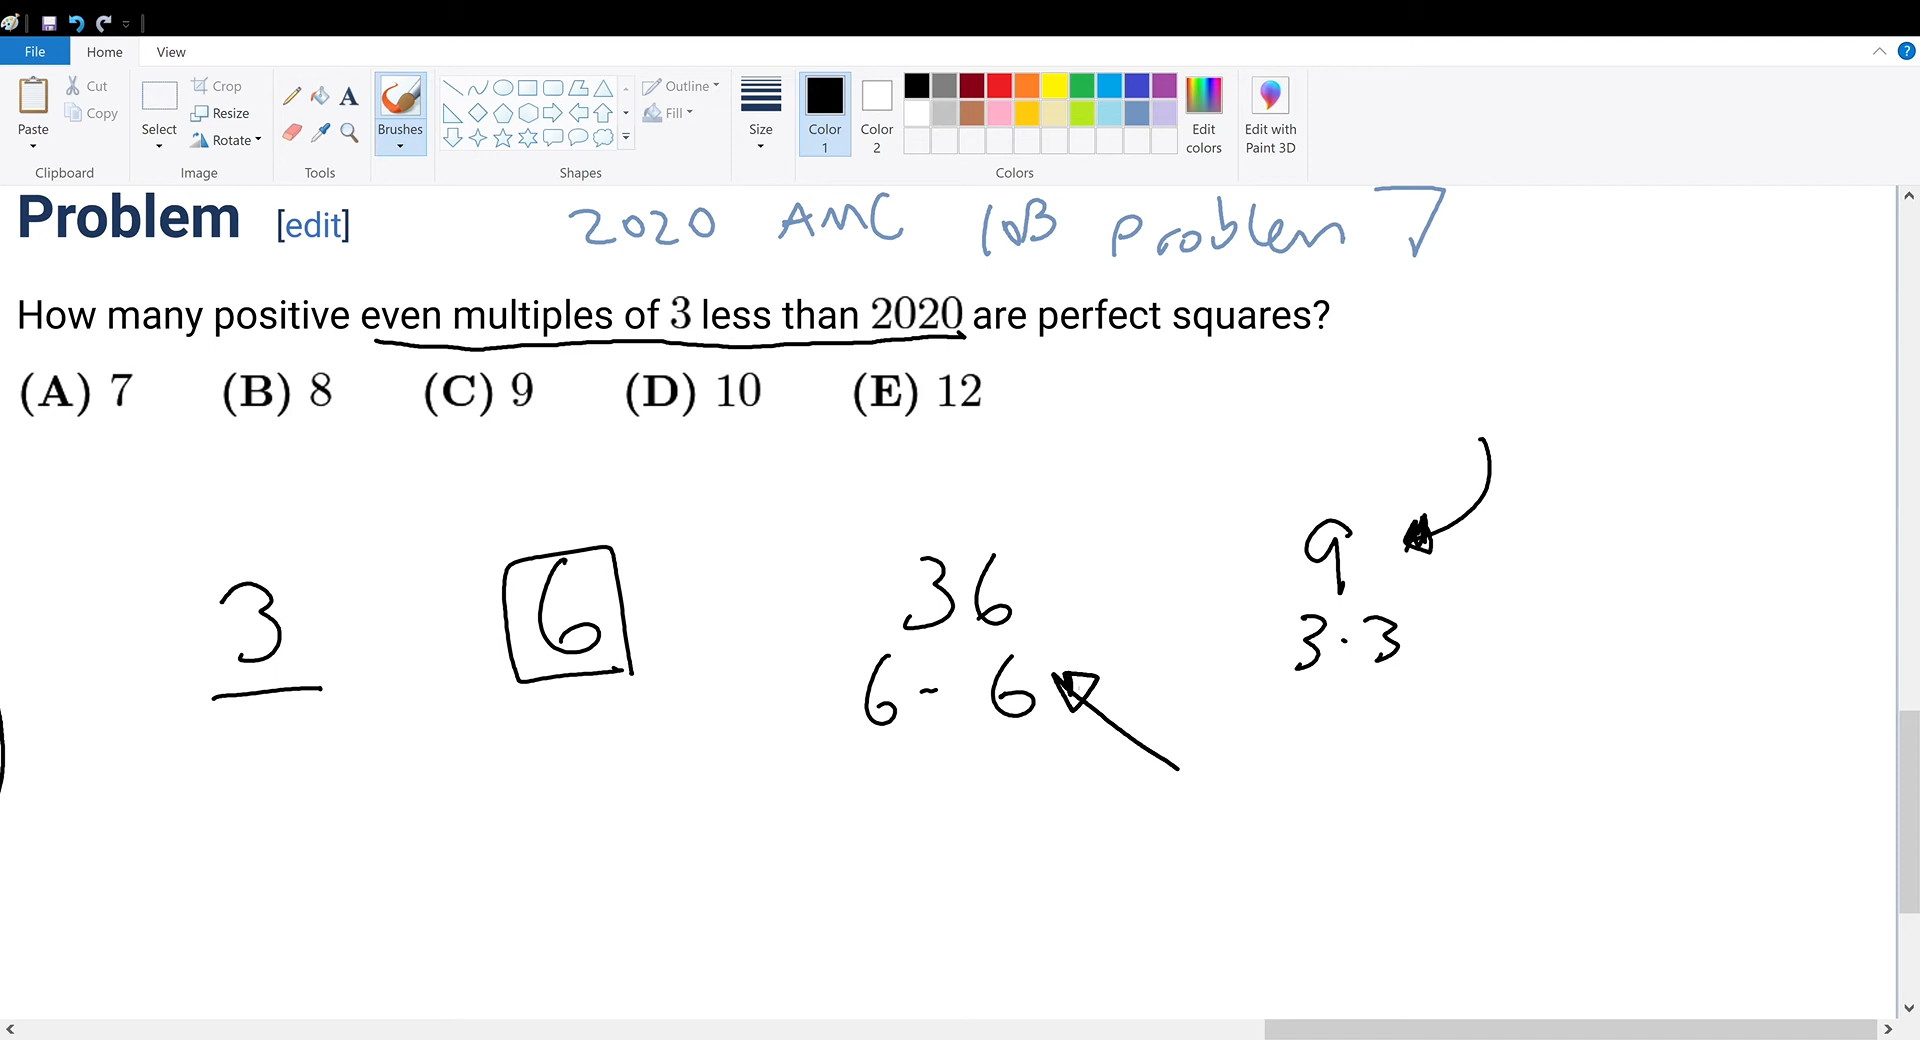 File Home View
Paste
Cut
Copy
Clipboard
Select
Crop
Resize
Rotate
Image
A
Tools
Brushes
Outline
Fill
Shapes
Size
Color 1
Color 2
Edit colors
Edit with Paint 3D
Colors
Problem [edit] 2020 AMC 10B Problem 7
How many positive even multiples of 3 less than 2020 are perfect squares?
(A) 7 (B) 8 (C) 9 (D) 10 (E) 12
3 6 36 9
6 - 6 3 · 3